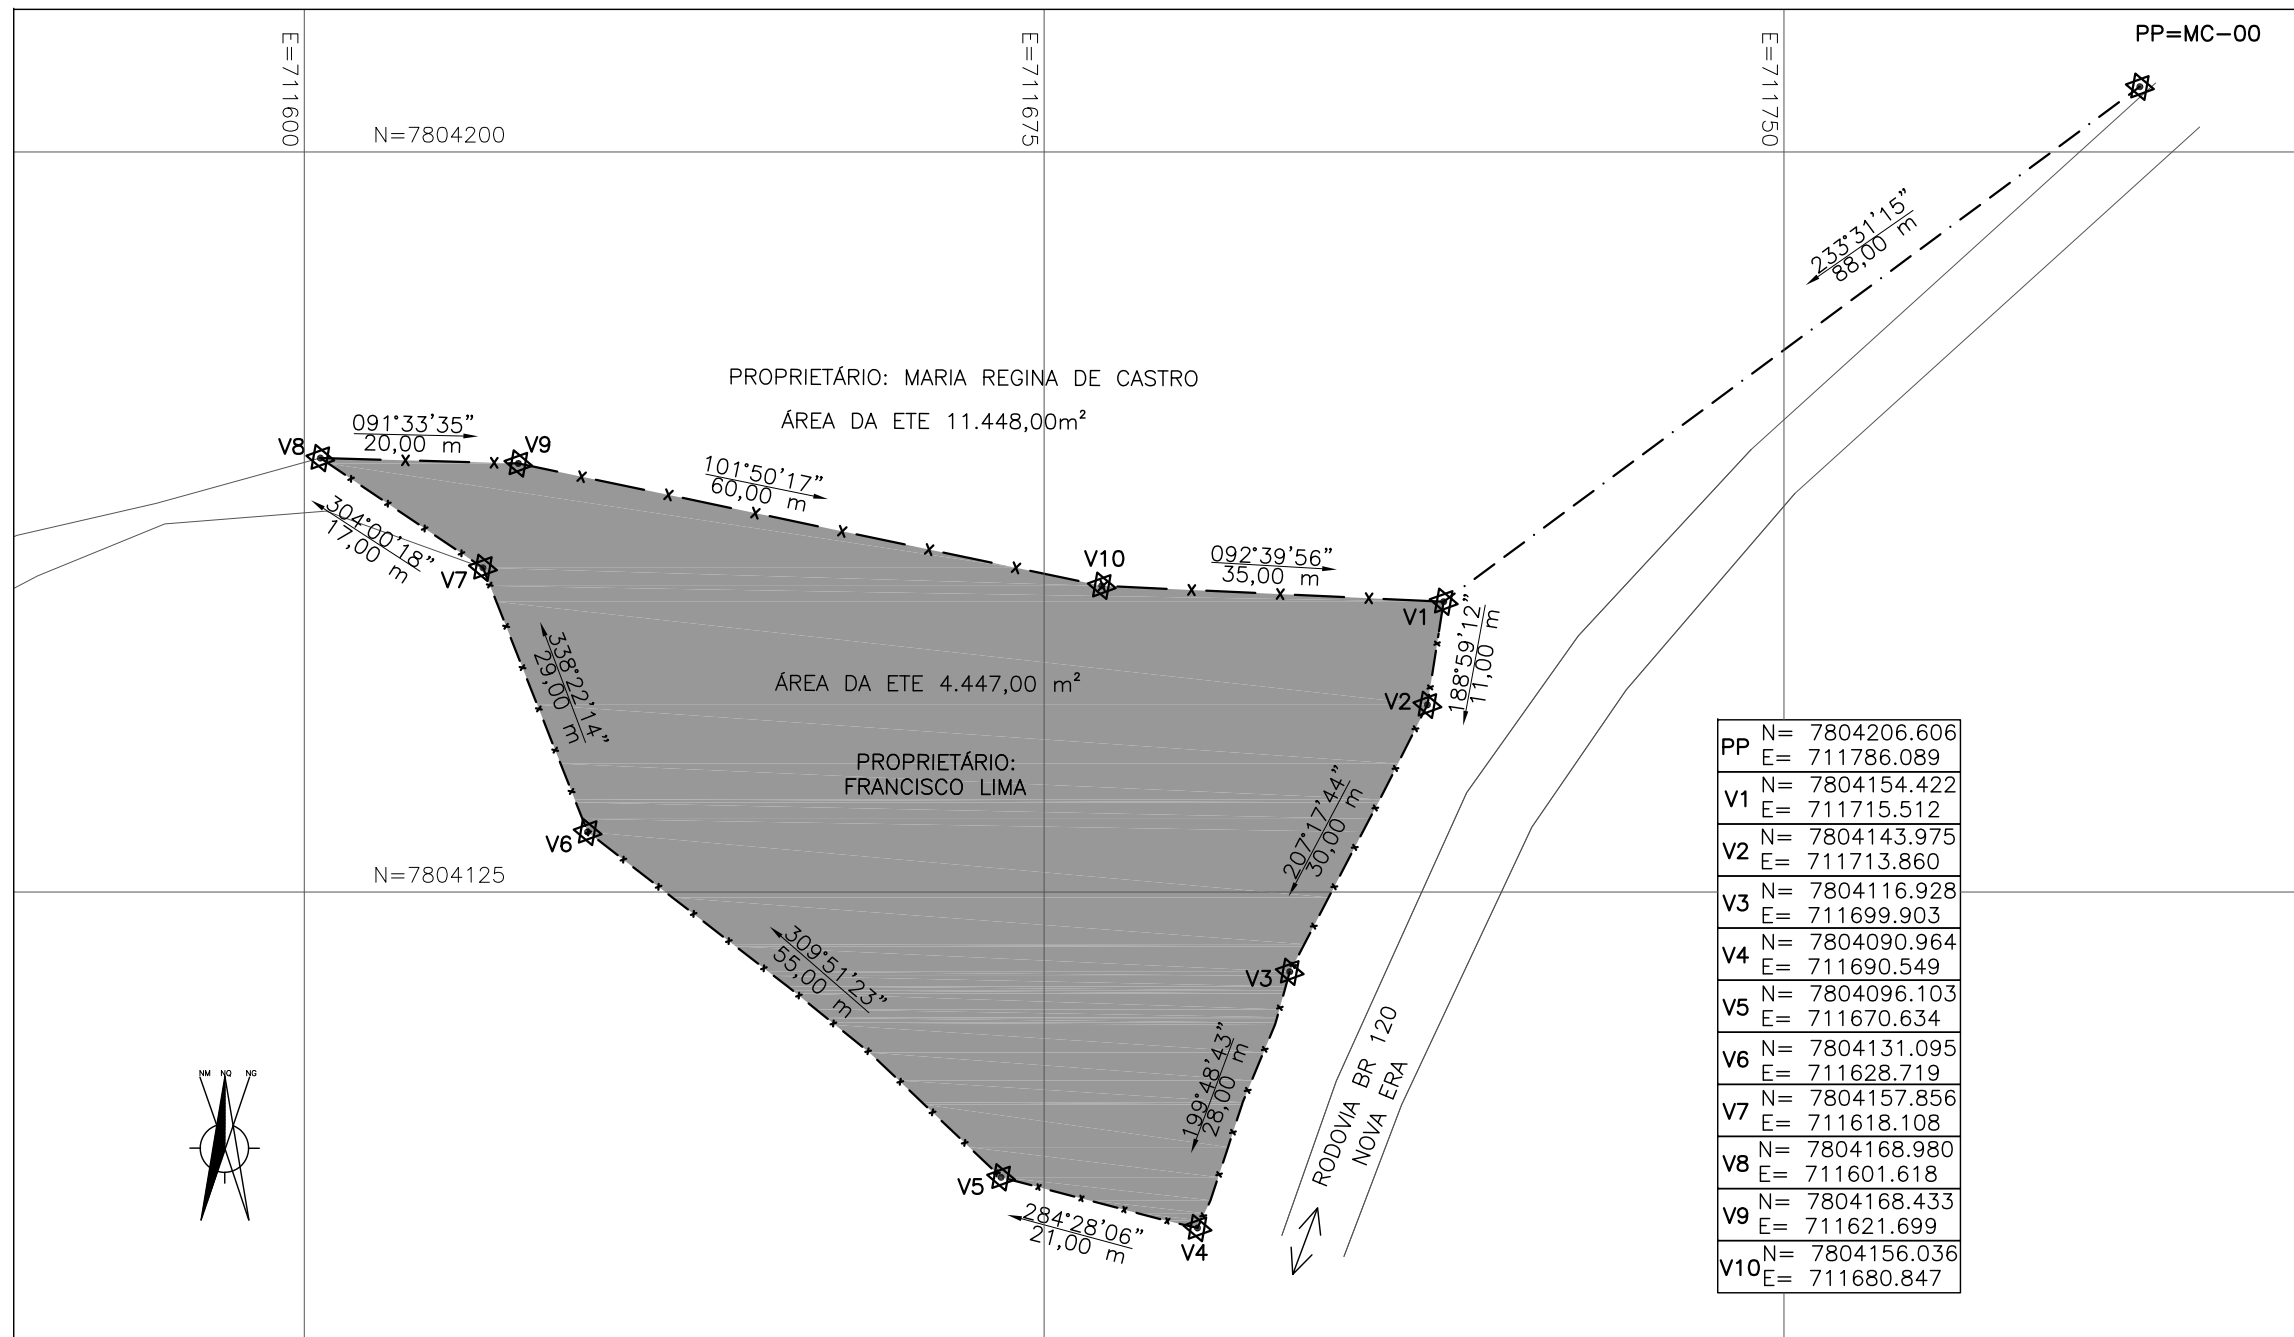 PP=MC-00
E=711600
E=711675
E=711750
N=7804200
233°31'15"
88,00 m
PROPRIETÁRIO: MARIA REGINA DE CASTRO
ÁREA DA ETE 11.448,00m²
091°33'35"
20,00 m
V8
V9
101°50'17"
60,00 m
304°00'18"
17,00 m
V7
V10
092°39'56"
35,00 m
V1
188°59'12"
11,00 m
338°22'14"
29,00 m
ÁREA DA ETE 4.447,00 m²
V2
PROPRIETÁRIO:
FRANCISCO LIMA
207°17'44"
30,00 m
V6
N=7804125
309°51'23"
55,00 m
V3
199°48'43"
28,00 m
RODOVIA BR 120
NOVA ERA
V5
284°28'06"
21,00 m
V4
NM NQ NG
PP N= 7804206.606
E= 711786.089
V1 N= 7804154.422
E= 711715.512
V2 N= 7804143.975
E= 711713.860
V3 N= 7804116.928
E= 711699.903
V4 N= 7804090.964
E= 711690.549
V5 N= 7804096.103
E= 711670.634
V6 N= 7804131.095
E= 711628.719
V7 N= 7804157.856
E= 711618.108
V8 N= 7804168.980
E= 711601.618
V9 N= 7804168.433
E= 711621.699
V10 N= 7804156.036
E= 711680.847